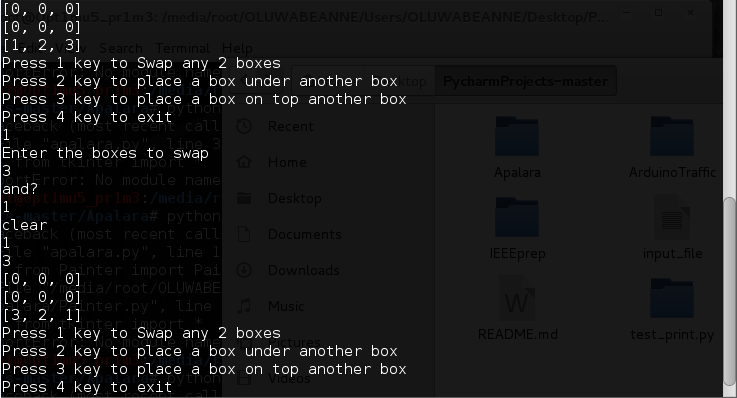 [0, 0, 0]
[0, 0, 0]
[1, 2, 3]
Press 1 key to Swap any 2 boxes
Press 2 key to place a box under another box
Press 3 key to place a box on top another box
Press 4 key to exit
1
Enter the boxes to swap
3
and?
1
clear
1
3
[0, 0, 0]
[0, 0, 0]
[3, 2, 1]
Press 1 key to Swap any 2 boxes
Press 2 key to place a box under another box
Press 3 key to place a box on top another box
Press 4 key to exit
: /media/root/OLUWABEANNE/Users/OLUWABEANNE/Desktop/P...
Search Terminal Help
PycharmProjects-master
Recent
Home
Desktop
Documents
Downloads
Music
Videos
Apalara
ArduinoTraffic
IEEEprep
input_file
README.md
test_print.py